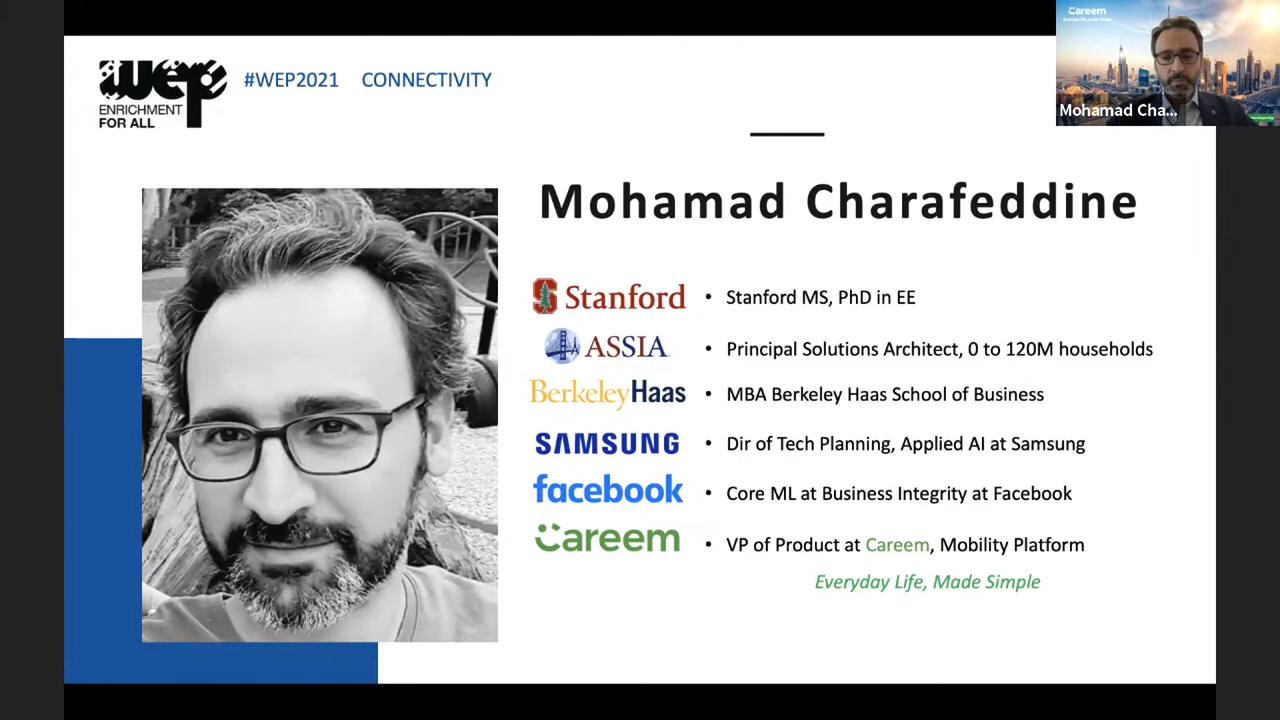 wep
ENRICHMENT
FOR ALL
#WEP2021 CONNECTIVITY
Careem
Mohamad Cha...
Mohamad Charafeddine
Stanford • Stanford MS, PhD in EE
ASSIA • Principal Solutions Architect, 0 to 120M households
BerkeleyHaas • MBA Berkeley Haas School of Business
SAMSUNG • Dir of Tech Planning, Applied AI at Samsung
facebook • Core ML at Business Integrity at Facebook
Careem • VP of Product at Careem, Mobility Platform
Everyday Life, Made Simple